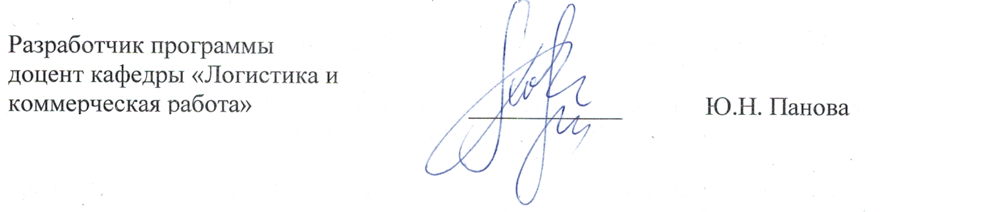 Разработчик программы
доцент кафедры «Логистика и
коммерческая работа»
Ю.Н. Панова